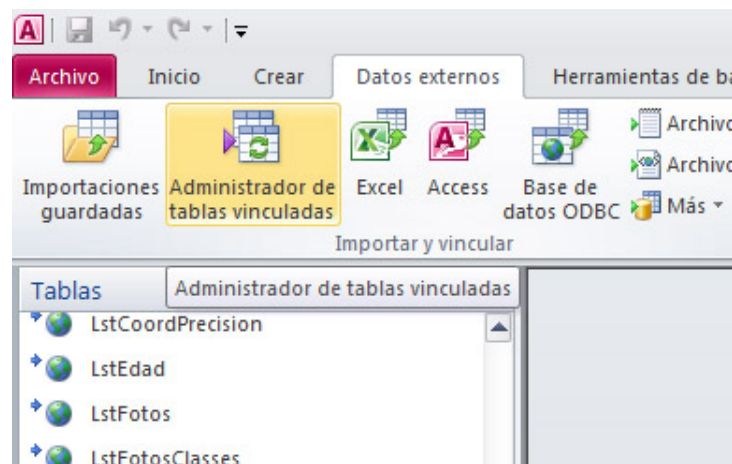 Archivo Inicio Crear Datos externos Herramientas de ba
Importaciones guardadas
Administrador de tablas vinculadas
Excel
Access
Base de datos ODBC
Archivo
Archivo
Más
Importar y vincular
Tablas
Administrador de tablas vinculadas
LstCoordPrecision
LstEdad
LstFotos
LstFotosClasses